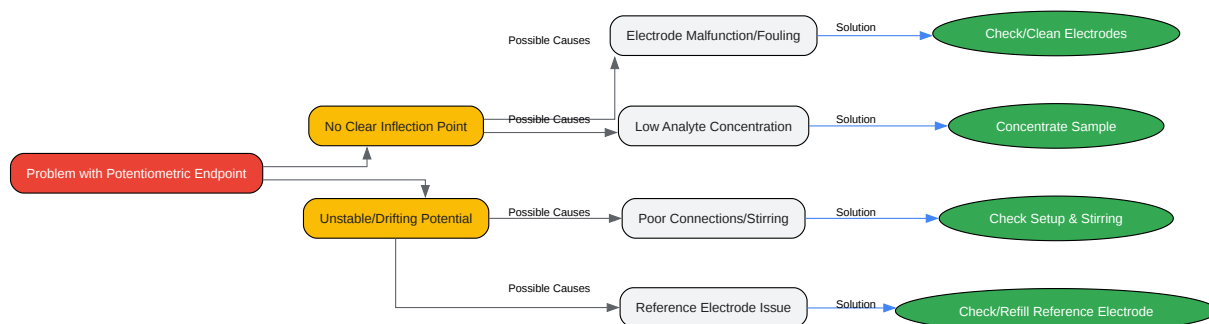 Possible Causes
Electrode Malfunction/Fouling
Solution
Check/Clean Electrodes
No Clear Inflection Point
Possible Causes
Low Analyte Concentration
Solution
Concentrate Sample
Problem with Potentiometric Endpoint
Unstable/Drifting Potential
Possible Causes
Poor Connections/Stirring
Solution
Check Setup & Stirring
Possible Causes
Reference Electrode Issue
Solution
Check/Refill Reference Electrode